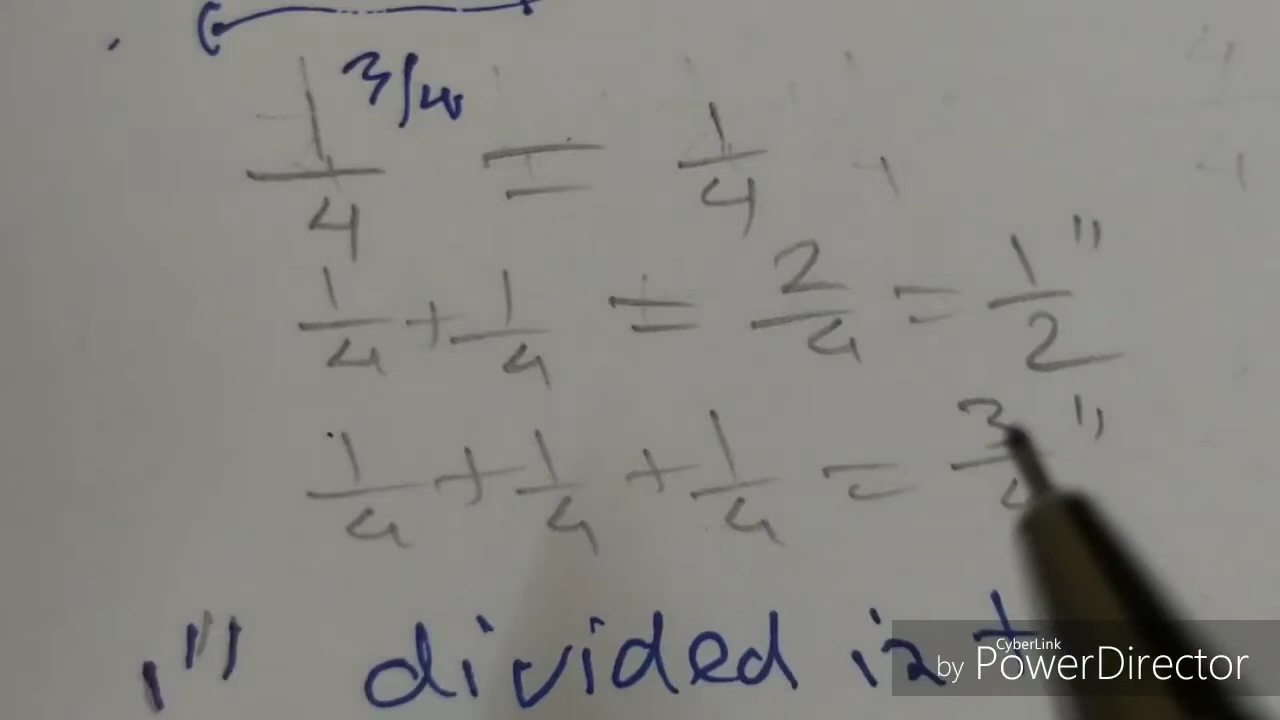 3/4
1/4 = 1/4
1/4 + 1/4 = 2/4 = 1/2"
1/4 + 1/4 + 1/4 = 3/4"
1" divided in
CyberLink
by PowerDirector